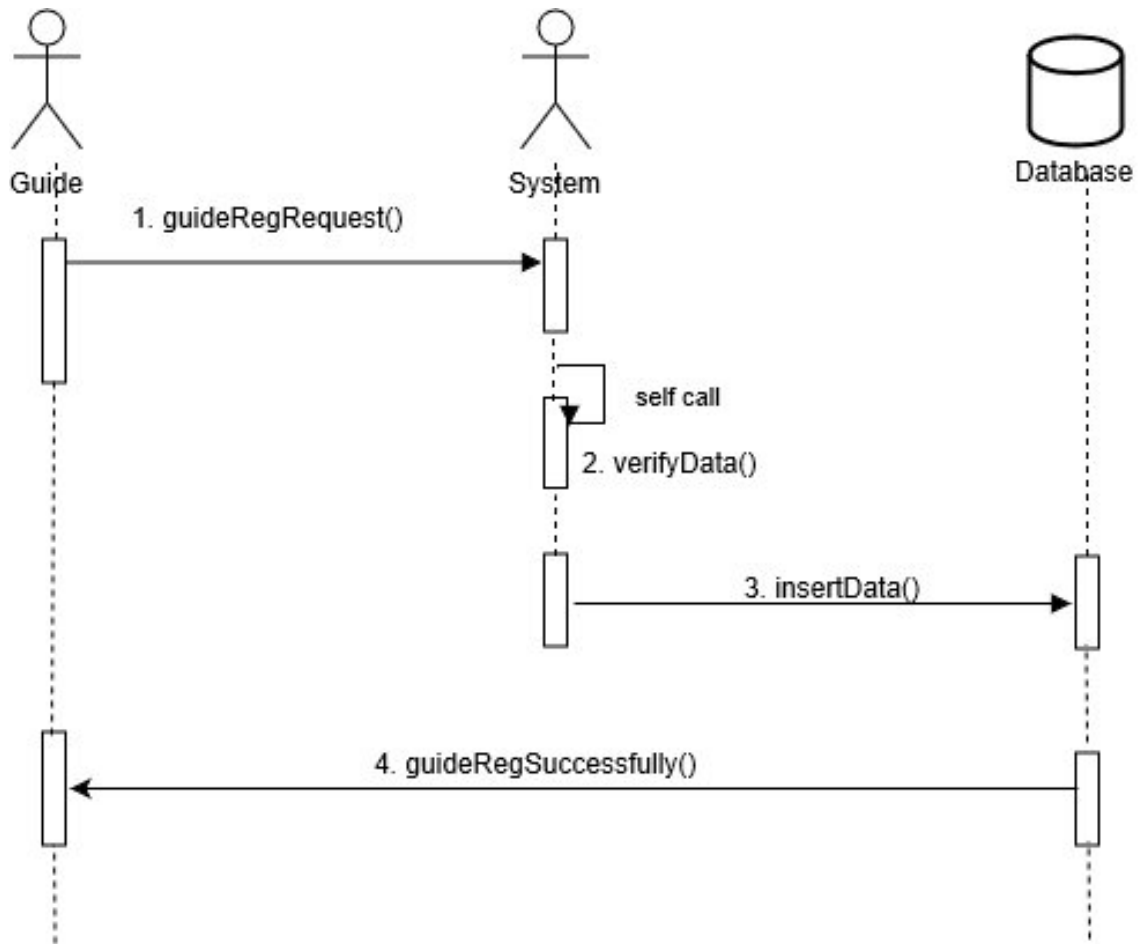 Guide
System
Database
1. guideRegRequest()
self call
2. verifyData()
3. insertData()
4. guideRegSuccessfully()